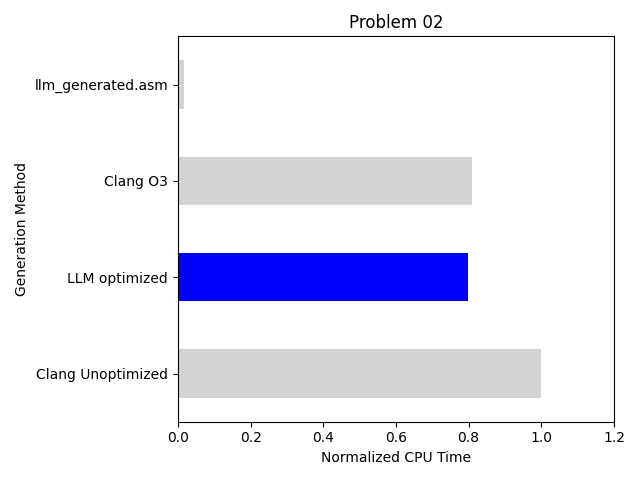 Problem 02
Generation Method
llm_generated.asm
Clang O3
LLM optimized
Clang Unoptimized
0.0 0.2 0.4 0.6 0.8 1.0 1.2
Normalized CPU Time